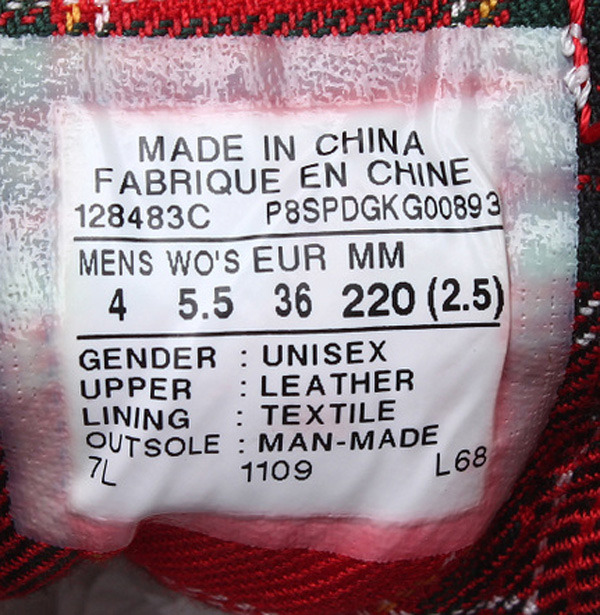 MADE IN CHINA
FABRIQUE EN CHINE
128483C P8SPDGKG00893
MENS WO'S EUR MM
4 5.5 36 220 (2.5)
GENDER : UNISEX
UPPER : LEATHER
LINING : TEXTILE
OUTSOLE : MAN-MADE
7L 1109 L68